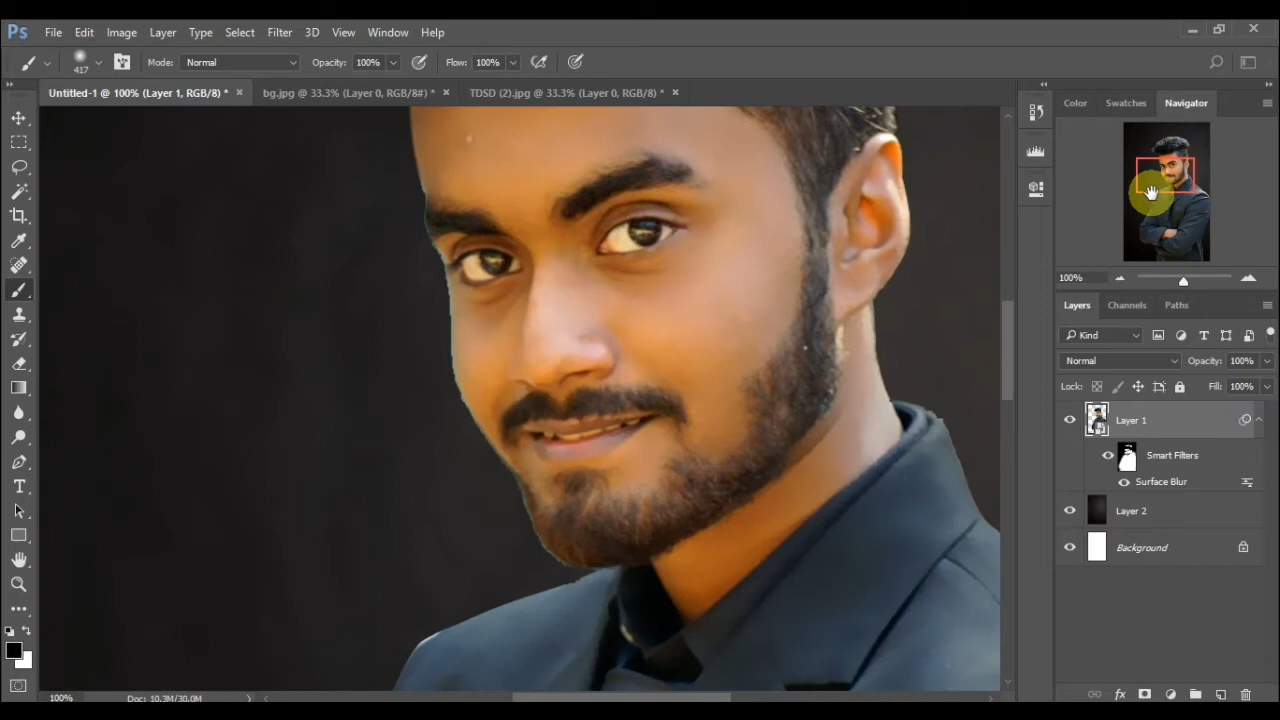 Ps File Edit Image Layer Type Select Filter 3D View Window Help
417 Mode: Normal Opacity: 100% Flow: 100%
Untitled-1 @ 100% (Layer 1, RGB/8) * × bg.jpg @ 33.3% (Layer 0, RGB/8#) * × TDSD (2).jpg @ 33.3% (Layer 0, RGB/8) * ×
Color Swatches Navigator
100%
Layers Channels Paths
Kind
Normal Opacity: 100%
Lock: Fill: 100%
Layer 1
Smart Filters
Surface Blur
Layer 2
Background
100% Doc: 10.3M/30.0M